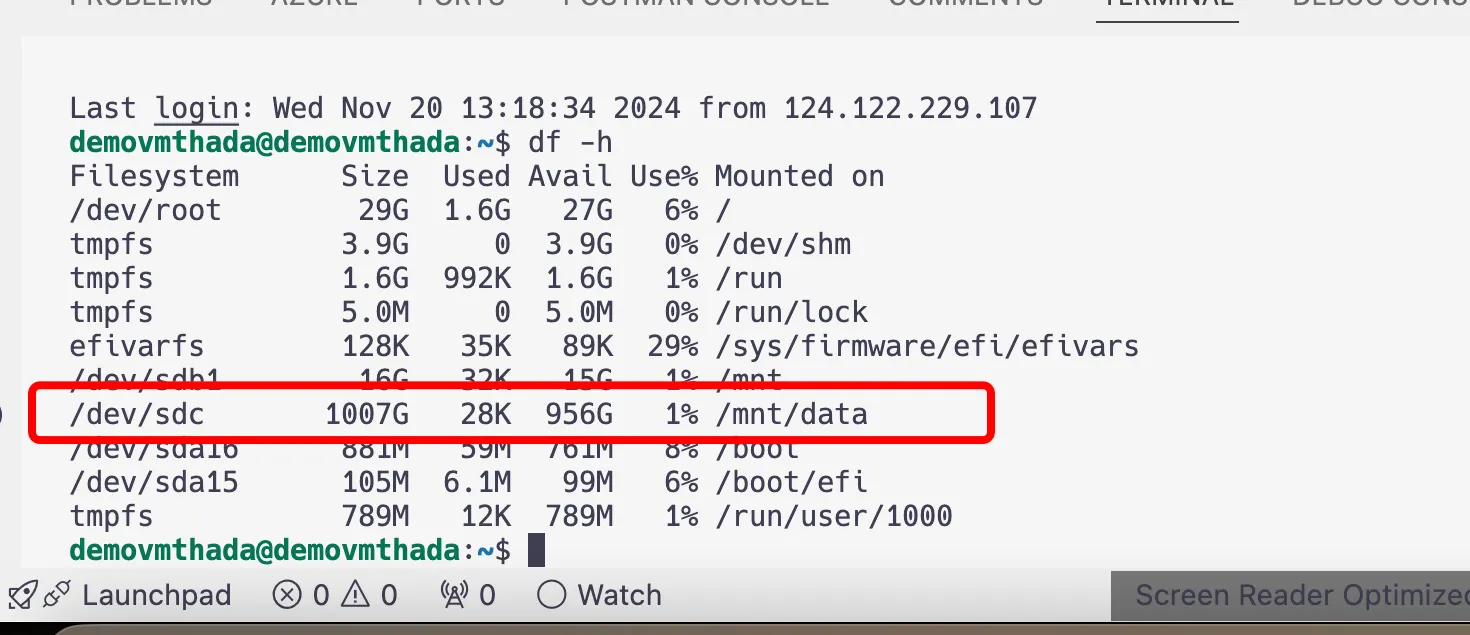 PROBLEMS AZURE PORTS POSTMAN CONSOLE COMMENTS TERMINAL DEBUG
Last login: Wed Nov 20 13:18:34 2024 from 124.122.229.107
demovmthada@demovmthada:~$ df -h
Filesystem      Size  Used Avail Use% Mounted on
/dev/root        29G  1.6G   27G   6% /
tmpfs           3.9G     0  3.9G   0% /dev/shm
tmpfs           1.6G  992K  1.6G   1% /run
tmpfs           5.0M     0  5.0M   0% /run/lock
efivarfs        128K   35K   89K  29% /sys/firmware/efi/efivars
/dev/sdb1        16G   32K   15G   1% /mnt
/dev/sdc       1007G   28K  956G   1% /mnt/data
/dev/sda16      881M   59M  761M   8% /boot
/dev/sda15      105M  6.1M   99M   6% /boot/efi
tmpfs           789M   12K  789M   1% /run/user/1000
demovmthada@demovmthada:~$
Launchpad 0 0 0 Watch Screen Reader Optimized